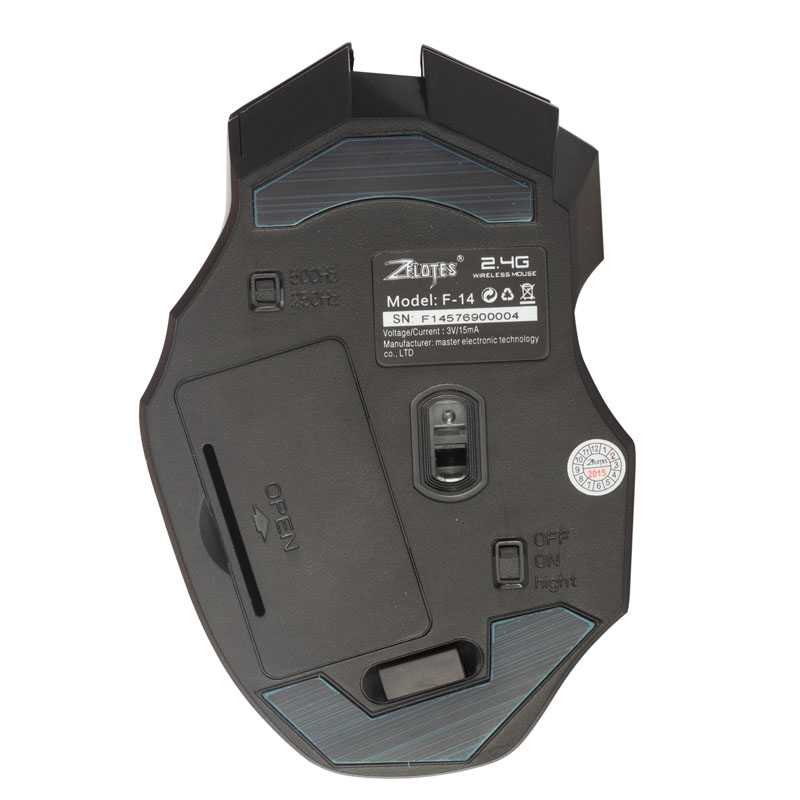 ZELOTES® 2.4G
WIRELESS MOUSE
Model: F-14
SN: F14576900004
Voltage/Current : 3V/15mA
Manufacturer: master electronic technology
co., LTD
500Hz
250Hz
OPEN
10 11 12 1 2 3 4 5 6 7 8 9
ZELOTES
2015
OFF
ON
hight